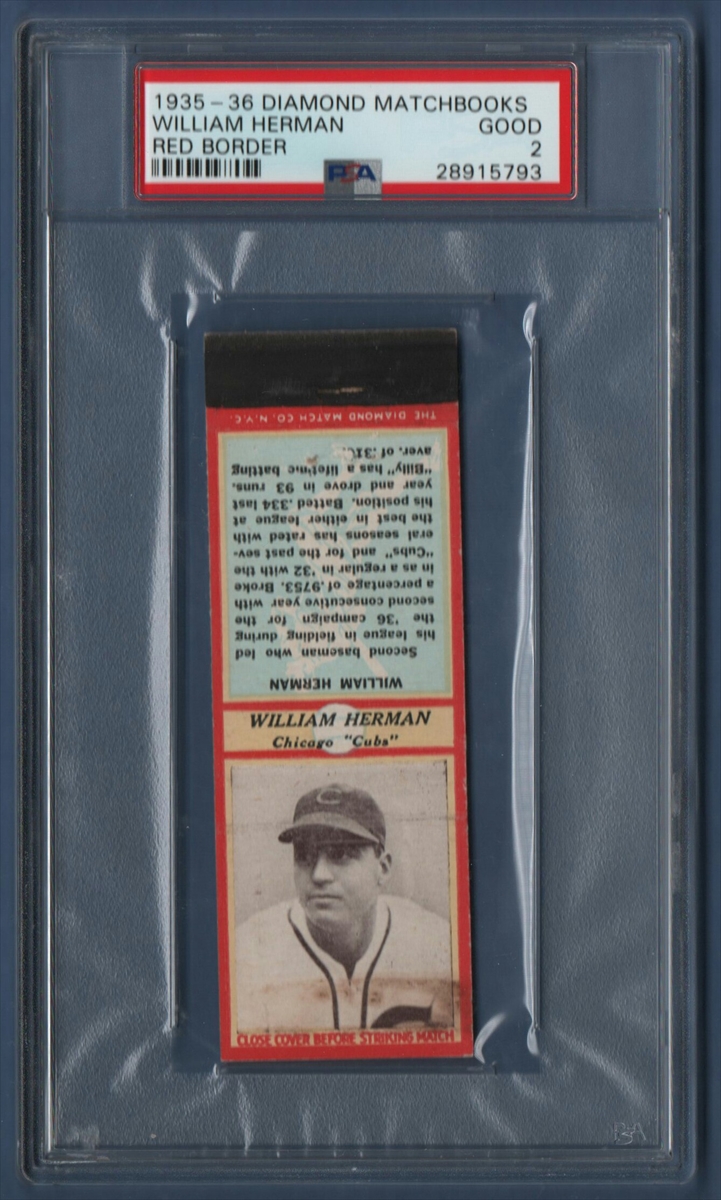 1935-36 DIAMOND MATCHBOOKS
WILLIAM HERMAN GOOD
RED BORDER 2
PSA 28915793
THE DIAMOND MATCH CO. N.Y.C.
WILLIAM HERMAN
Second baseman who led
his league in fielding during
the '36 campaign for the
second consecutive year with
a percentage of .9753. Broke
in as a regular in '32 with the
"Cubs" and for the past sev-
eral seasons has rated with
the best in either league at
his position. Batted .334 last
year and drove in 93 runs.
"Billy" has a lifetime batting
aver. of .310.
WILLIAM HERMAN
Chicago "Cubs"
C
CLOSE COVER BEFORE STRIKING MATCH
PSA